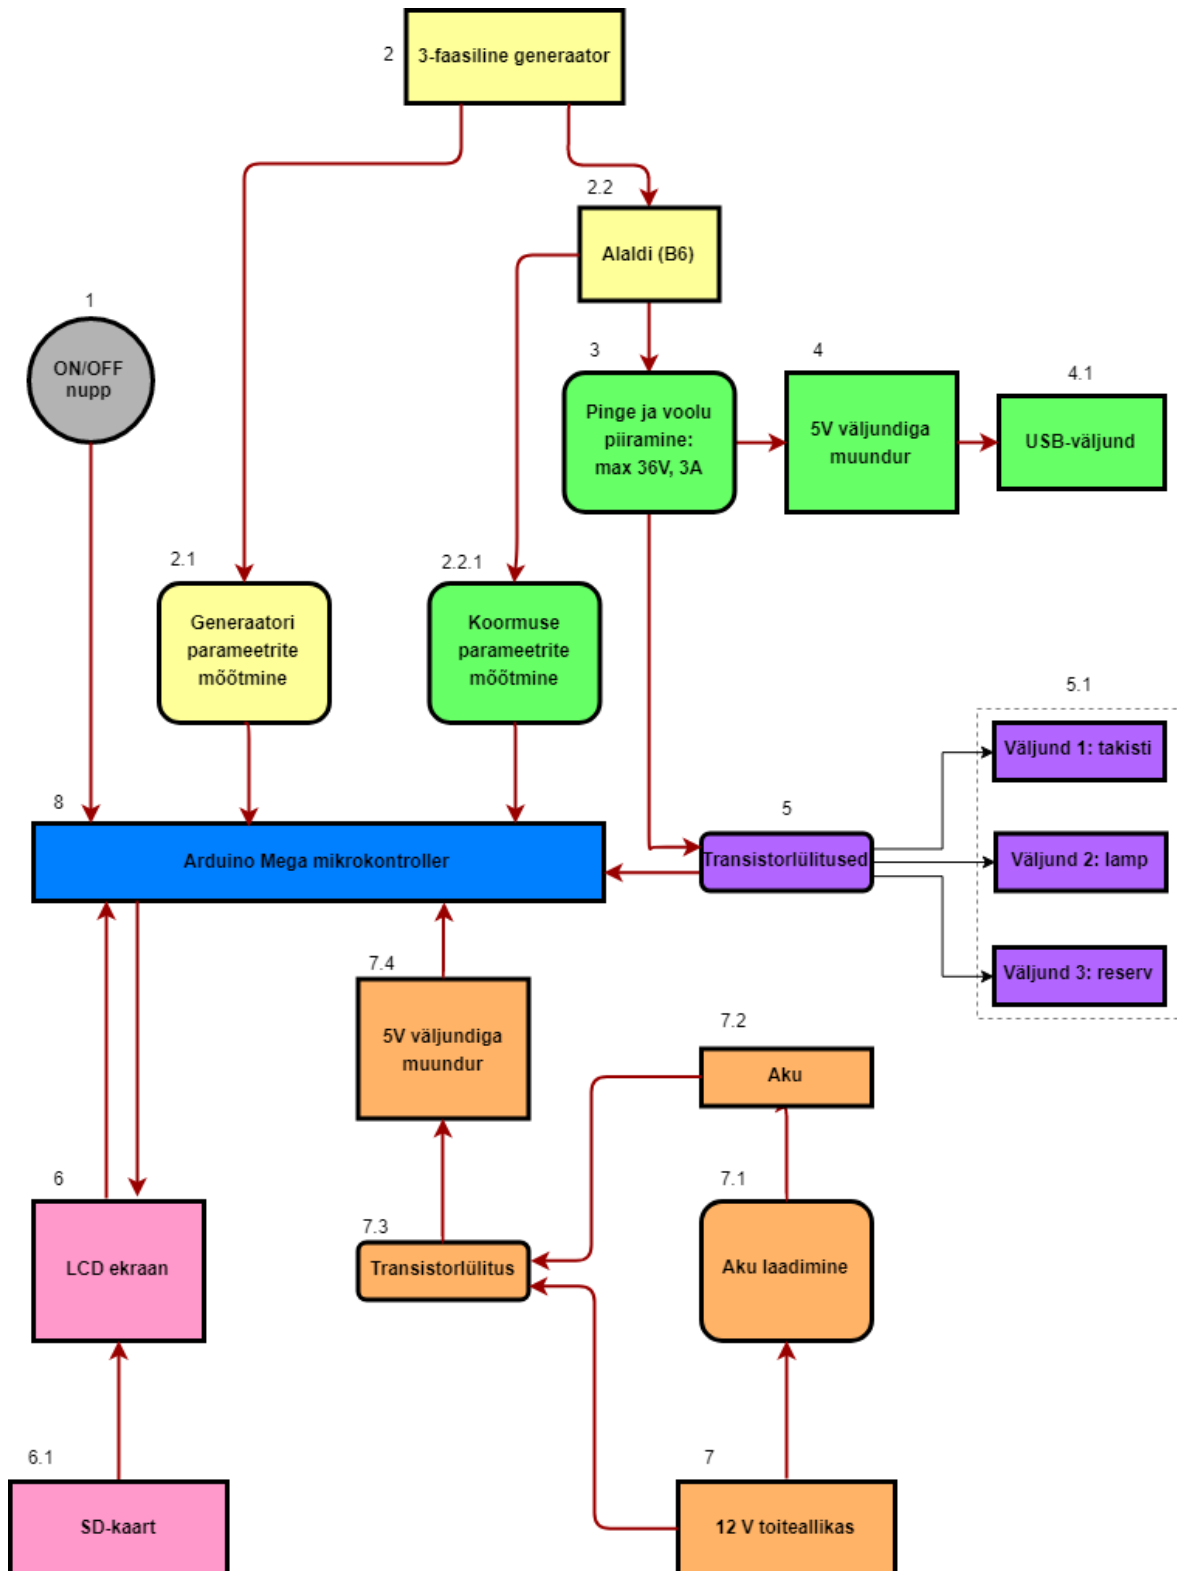 2
3-faasiline generaator
2.2
Alaldi (B6)
1
ON/OFF
nupp
3
Pinge ja voolu
piiramine:
max 36V, 3A
4
5V väljundiga
muundur
4.1
USB-väljund
2.1
Generaatori
parameetrite
mõõtmine
2.2.1
Koormuse
parameetrite
mõõtmine
5.1
Väljund 1: takisti
Väljund 2: lamp
Väljund 3: reserv
5
Transistorlülitused
8
Arduino Mega mikrokontroller
7.4
5V väljundiga
muundur
7.2
Aku
7.1
Aku laadimine
7.3
Transistorlülitus
6
LCD ekraan
6.1
SD-kaart
7
12 V toiteallikas